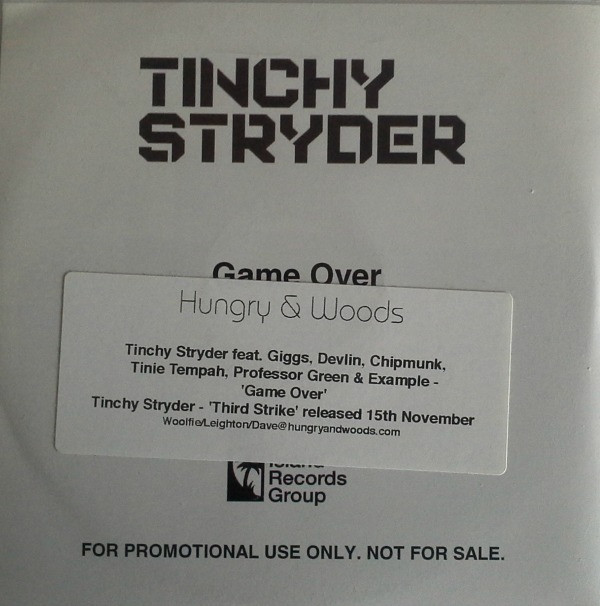 TINCHY
STRYDER
Game Over
Hungry & Woods
Tinchy Stryder feat. Giggs, Devlin, Chipmunk,
Tinie Tempah, Professor Green & Example -
'Game Over'
Tinchy Stryder - 'Third Strike' released 15th November
Woolfie/Leighton/Dave@hungryandwoods.com
Island
Records
Group
FOR PROMOTIONAL USE ONLY. NOT FOR SALE.